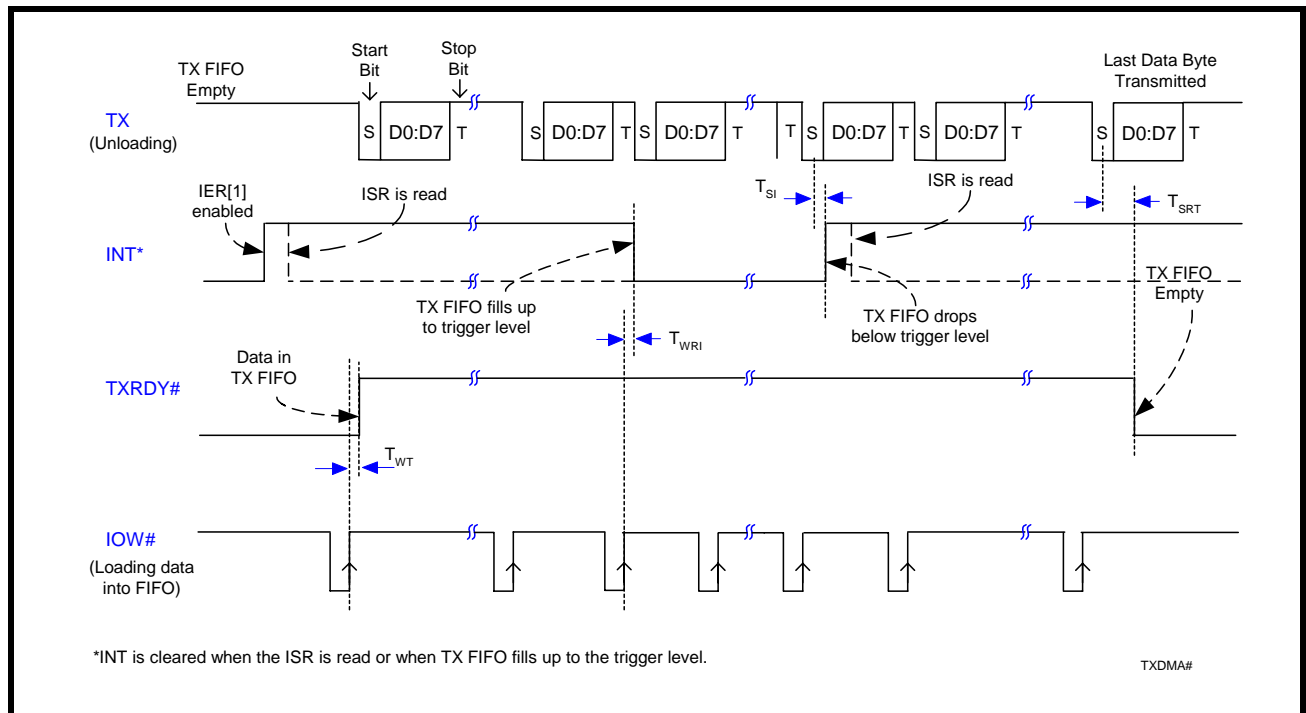 Start
Bit
Stop
Bit
TX FIFO
Empty
Last Data Byte
Transmitted
TX
(Unloading)
S D0:D7 T S D0:D7 T S D0:D7 T T S D0:D7 T S D0:D7 T S D0:D7 T
IER[1]
enabled
ISR is read
TSI
ISR is read
TSRT
INT*
TX FIFO fills up
to trigger level
TX FIFO drops
below trigger level
TX FIFO
Empty
TWRI
Data in
TX FIFO
TXRDY#
TWT
IOW#
(Loading data
into FIFO)
*INT is cleared when the ISR is read or when TX FIFO fills up to the trigger level.
TXDMA#